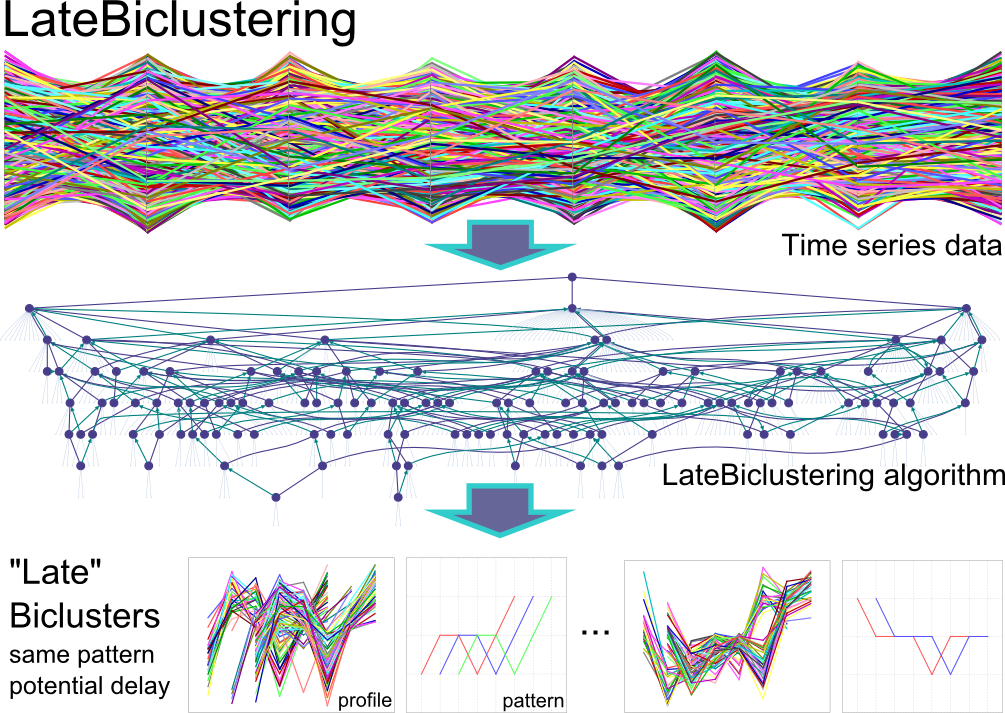 LateBiclustering
Time series data
LateBiclustering algorithm
"Late"
Biclusters
same pattern
potential delay
profile
pattern
...